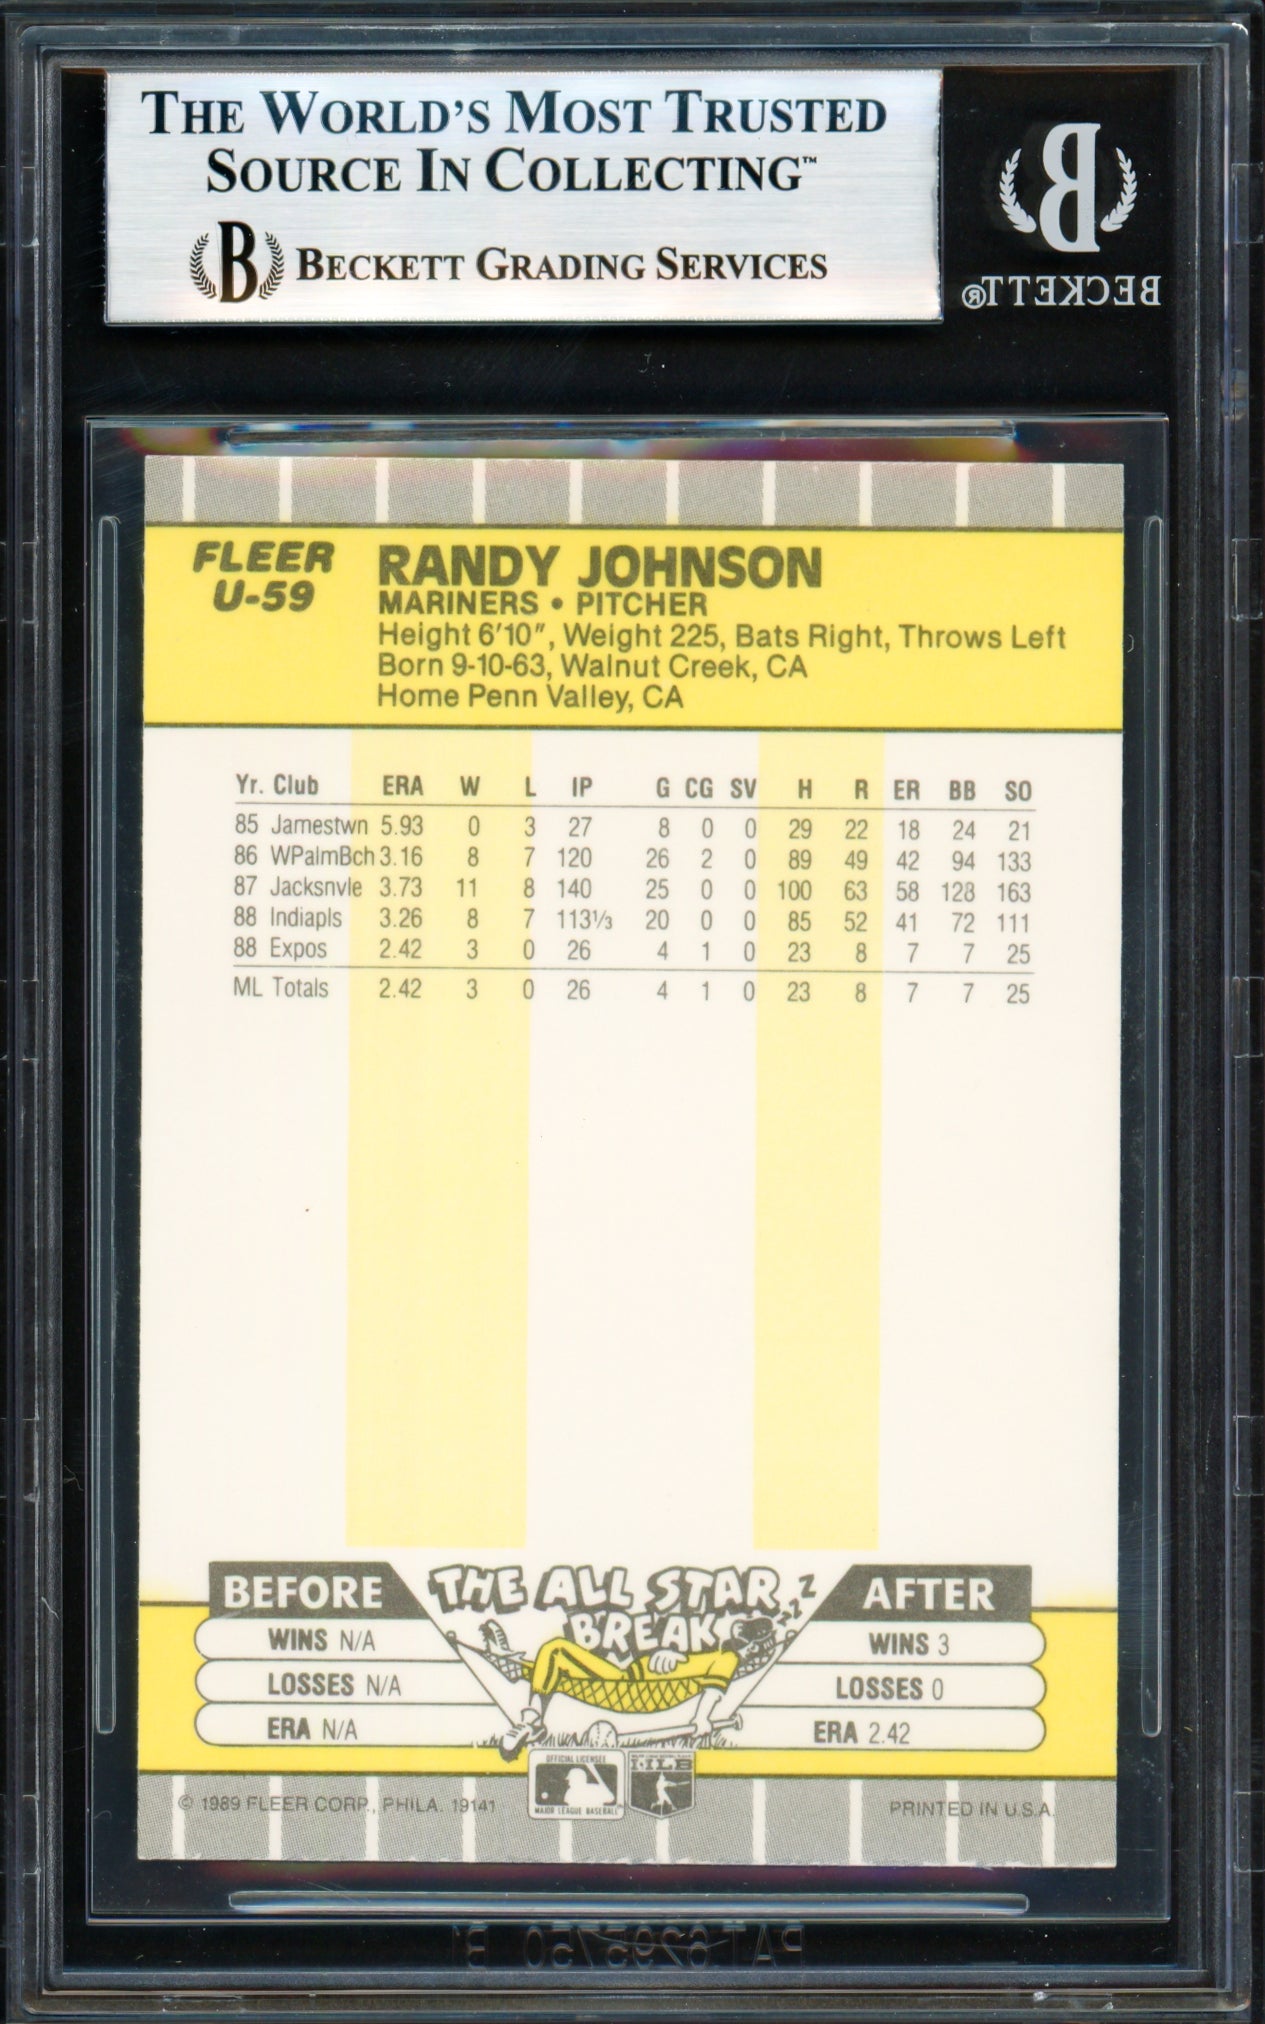 THE WORLD'S MOST TRUSTED
SOURCE IN COLLECTING™
B BECKETT GRADING SERVICES
B
BECKETT®
FLEER
U-59
RANDY JOHNSON
MARINERS • PITCHER
Height 6'10", Weight 225, Bats Right, Throws Left
Born 9-10-63, Walnut Creek, CA
Home Penn Valley, CA
Yr. Club ERA W L IP G CG SV H R ER BB SO
85 Jamestwn 5.93 0 3 27 8 0 0 29 22 18 24 21
86 WPalmBch 3.16 8 7 120 26 2 0 89 49 42 94 133
87 Jacksnvle 3.73 11 8 140 25 0 0 100 63 58 128 163
88 Indiapls 3.26 8 7 113⅓ 20 0 0 85 52 41 72 111
88 Expos 2.42 3 0 26 4 1 0 23 8 7 7 25
ML Totals 2.42 3 0 26 4 1 0 23 8 7 7 25
THE ALL STAR
BREAK
Z Z Z Z
BEFORE
WINS N/A
LOSSES N/A
ERA N/A
AFTER
WINS 3
LOSSES 0
ERA 2.42
OFFICIAL LICENSEE
MAJOR LEAGUE BASEBALL
© 1989 FLEER CORP., PHILA. 19141
PRINTED IN U.S.A.